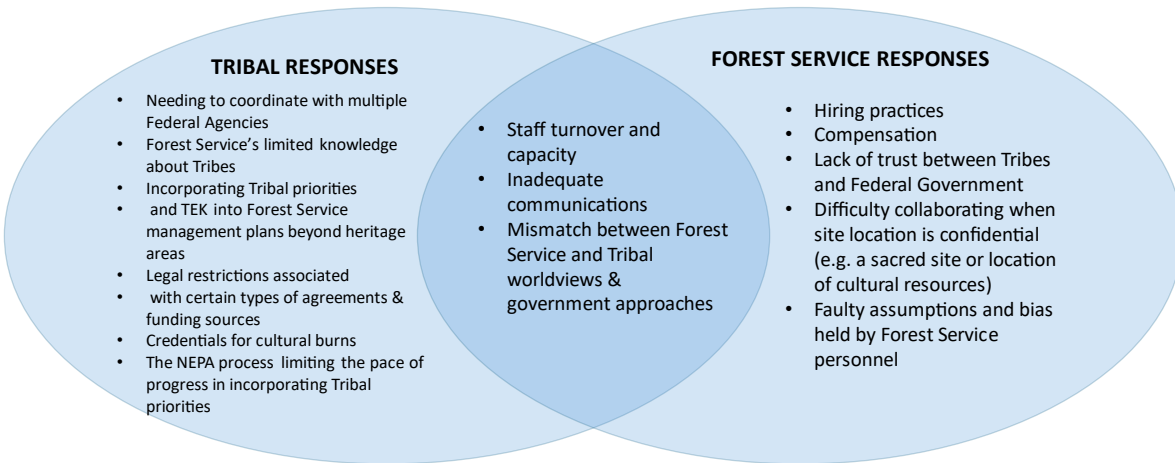 TRIBAL RESPONSES
• Needing to coordinate with multiple
Federal Agencies
• Forest Service's limited knowledge
about Tribes
• Incorporating Tribal priorities
• and TEK into Forest Service
management plans beyond heritage
areas
• Legal restrictions associated
• with certain types of agreements &
funding sources
• Credentials for cultural burns
• The NEPA process limiting the pace of
progress in incorporating Tribal
priorities
• Staff turnover and
capacity
• Inadequate
communications
• Mismatch between Forest
Service and Tribal
worldviews &
government approaches
FOREST SERVICE RESPONSES
• Hiring practices
• Compensation
• Lack of trust between Tribes
and Federal Government
• Difficulty collaborating when
site location is confidential
(e.g. a sacred site or location
of cultural resources)
• Faulty assumptions and bias
held by Forest Service
personnel